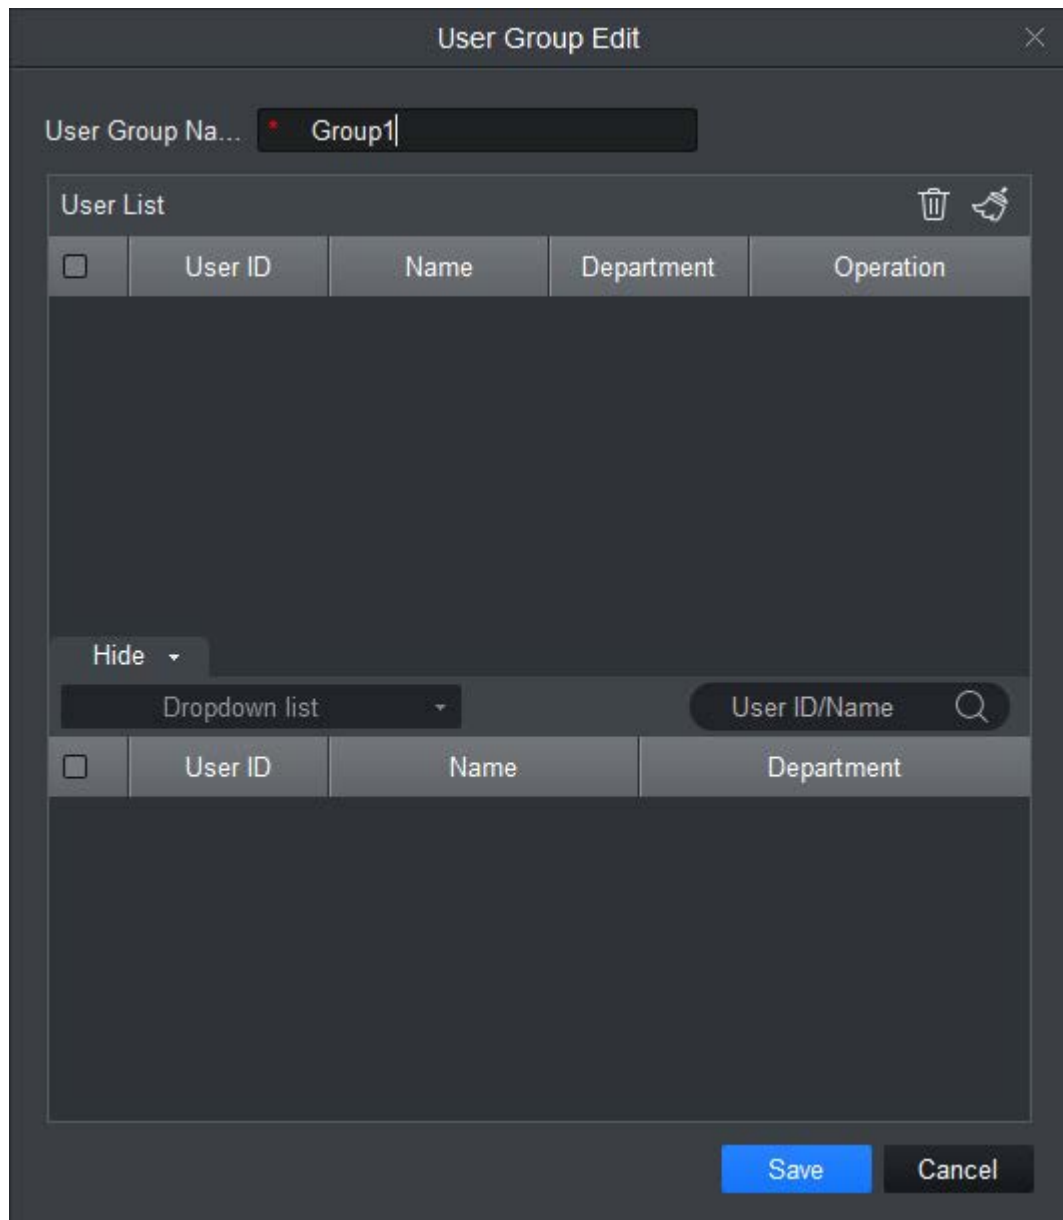 User Group Edit
User Group Na... * Group1
User List
User ID Name Department Operation
Hide
Dropdown list User ID/Name
User ID Name Department
Save Cancel